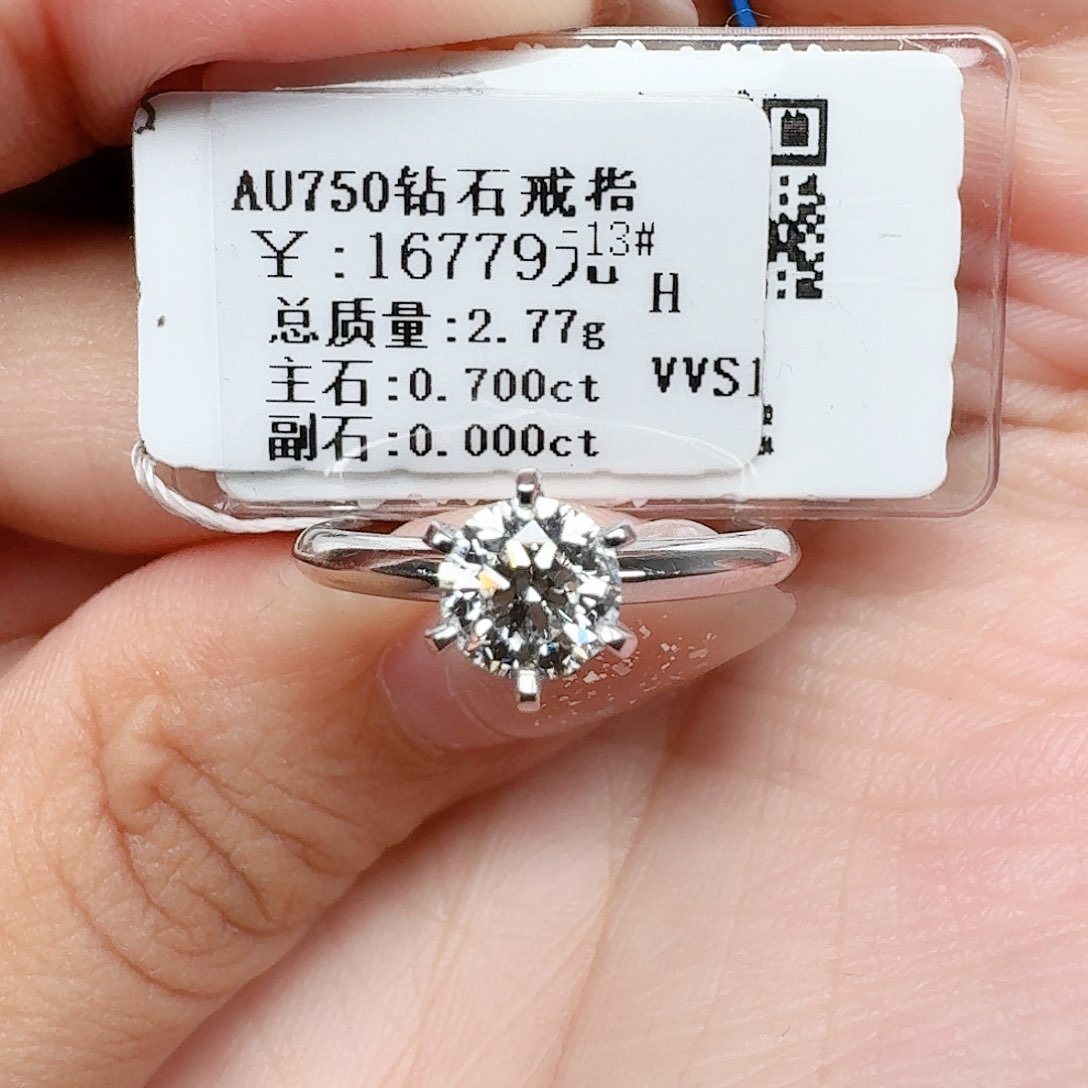 AU750钻石戒指
￥:16779元 13#
H
总质量:2.77g
主石:0.700ct VVS1
副石:0.000ct